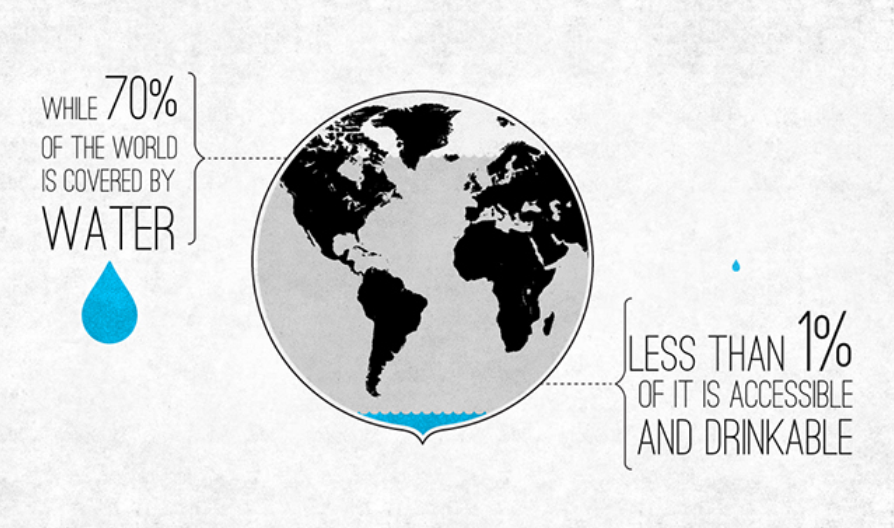 WHILE 70%
OF THE WORLD
IS COVERED BY
WATER
LESS THAN 1%
OF IT IS ACCESSIBLE
AND DRINKABLE